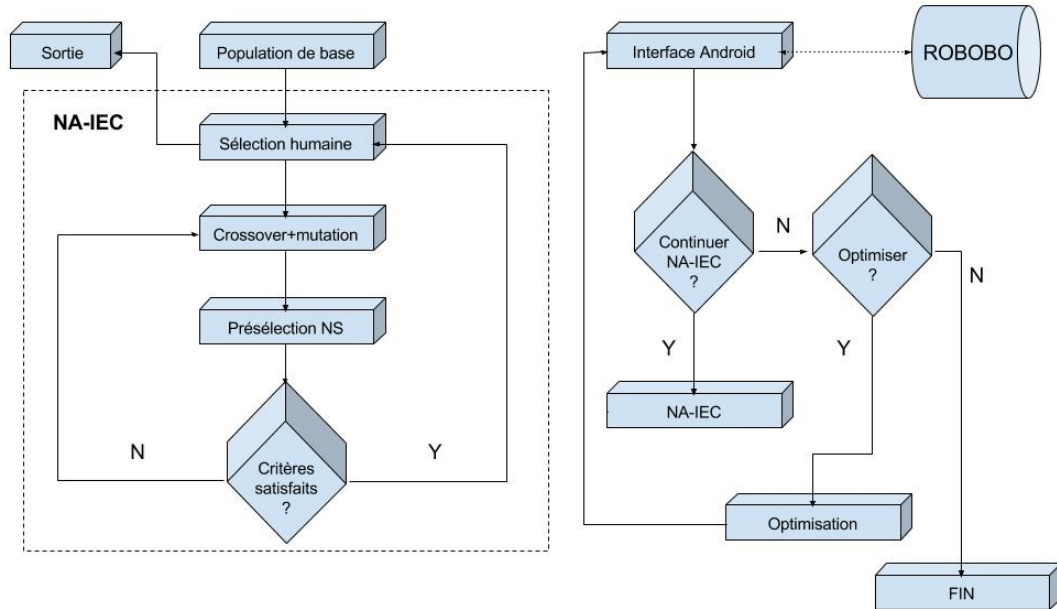 Sortie
Population de base
NA-IEC
Sélection humaine
Crossover+mutation
Présélection NS
N
Y
Critères
satisfaits
?
Interface Android
ROBOBO
Continuer
NA-IEC
?
N
Optimiser
?
N
Y
Y
NA-IEC
Optimisation
FIN